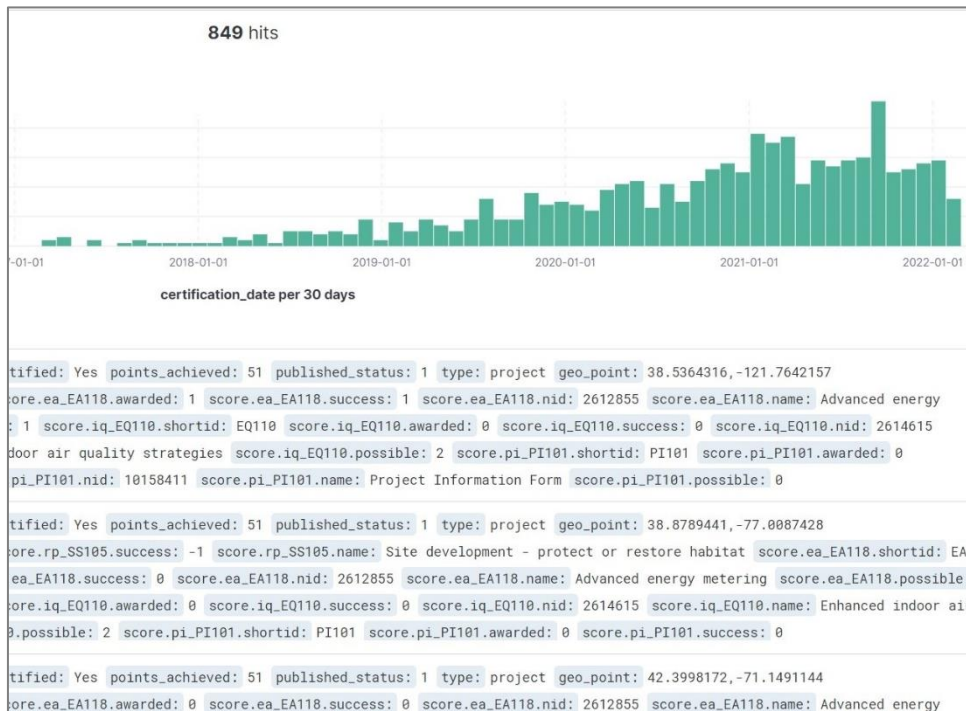 849 hits
7-01-01
2018-01-01
2019-01-01
2020-01-01
2021-01-01
2022-01-01
certification_date per 30 days
tified: Yes points_achieved: 51 published_status: 1 type: project geo_point: 38.5364316,-121.7642157
core.ea_EA118.awarded: 1 score.ea_EA118.success: 1 score.ea_EA118.nid: 2612855 score.ea_EA118.name: Advanced energy
: 1 score.iq_EQ110.shortid: EQ110 score.iq_EQ110.awarded: 0 score.iq_EQ110.success: 0 score.iq_EQ110.nid: 2614615
door air quality strategies score.iq_EQ110.possible: 2 score.pi_PI101.shortid: PI101 score.pi_PI101.awarded: 0
pi_PI101.nid: 10158411 score.pi_PI101.name: Project Information Form score.pi_PI101.possible: 0
tified: Yes points_achieved: 51 published_status: 1 type: project geo_point: 38.8789441,-77.0087428
core.rp_SS105.success: -1 score.rp_SS105.name: Site development - protect or restore habitat score.ea_EA118.shortid: EA
ea_EA118.success: 0 score.ea_EA118.nid: 2612855 score.ea_EA118.name: Advanced energy metering score.ea_EA118.possible
core.iq_EQ110.awarded: 0 score.iq_EQ110.success: 0 score.iq_EQ110.nid: 2614615 score.iq_EQ110.name: Enhanced indoor ai
0.possible: 2 score.pi_PI101.shortid: PI101 score.pi_PI101.awarded: 0 score.pi_PI101.success: 0
tified: Yes points_achieved: 51 published_status: 1 type: project geo_point: 42.3998172,-71.1491144
core.ea_EA118.awarded: 0 score.ea_EA118.success: 0 score.ea_EA118.nid: 2612855 score.ea_EA118.name: Advanced energy